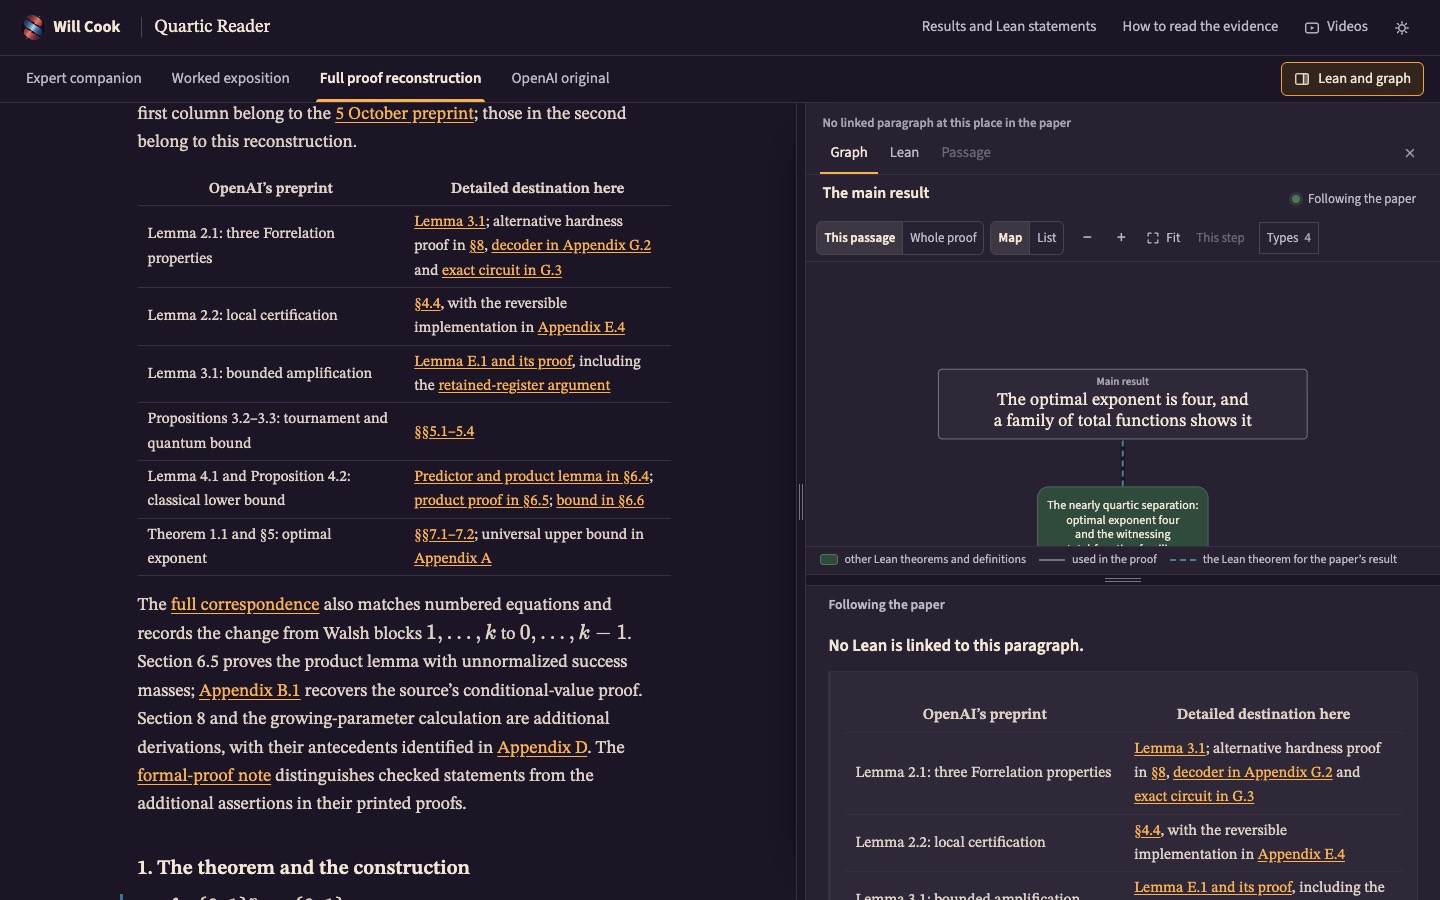 Will Cook
Quartic Reader
Results and Lean statements
How to read the evidence
Videos
Expert companion
Worked exposition
Full proof reconstruction
OpenAI original
Lean and graph
first column belong to the 5 October preprint; those in the second
belong to this reconstruction.
OpenAI’s preprint
Detailed destination here
Lemma 2.1: three Forrelation
properties
Lemma 3.1; alternative hardness
proof in §8, decoder in Appendix G.2
and exact circuit in G.3
Lemma 2.2: local certification
§4.4, with the reversible
implementation in Appendix E.4
Lemma 3.1: bounded amplification
Lemma E.1 and its proof, including
the retained-register argument
Propositions 3.2–3.3: tournament and
quantum bound
§§5.1–5.4
Lemma 4.1 and Proposition 4.2:
classical lower bound
Predictor and product lemma in §6.4;
product proof in §6.5; bound in §6.6
Theorem 1.1 and §5: optimal
exponent
§§7.1–7.2; universal upper bound in
Appendix A
The full correspondence also matches numbered equations and
records the change from Walsh blocks 1, . . . , k to 0, . . . , k − 1.
Section 6.5 proves the product lemma with unnormalized success
masses; Appendix B.1 recovers the source’s conditional-value proof.
Section 8 and the growing-parameter calculation are additional
derivations, with their antecedents identified in Appendix D. The
formal-proof note distinguishes checked statements from the
additional assertions in their printed proofs.
1. The theorem and the construction
No linked paragraph at this place in the paper
Graph
Lean
Passage
×
The main result
Following the paper
This passage
Whole proof
Map
List
−
+
Fit
This step
Types 4
Main result
The optimal exponent is four, and
a family of total functions shows it
The nearly quartic separation:
optimal exponent four
and the witnessing
other Lean theorems and definitions
used in the proof
the Lean theorem for the paper’s result
Following the paper
No Lean is linked to this paragraph.
OpenAI’s preprint
Detailed destination here
Lemma 2.1: three Forrelation properties
Lemma 3.1; alternative hardness proof
in §8, decoder in Appendix G.2 and
exact circuit in G.3
Lemma 2.2: local certification
§4.4, with the reversible
implementation in Appendix E.4
Lemma 3.1: bounded amplification
Lemma E.1 and its proof, including the